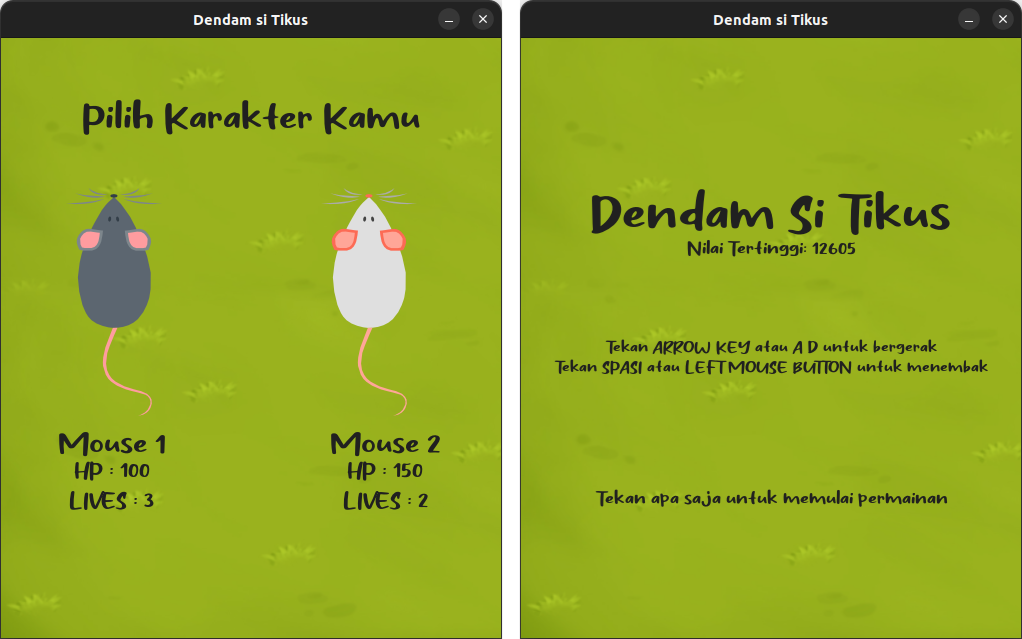 Dendam si Tikus
Pilih Karakter Kamu
Mouse 1
HP : 100
LIVES : 3
Mouse 2
HP : 150
LIVES : 2
Dendam si Tikus
Dendam Si Tikus
Nilai Tertinggi: 12605
Tekan ARROW KEY atau A D untuk bergerak
Tekan SPASI atau LEFT MOUSE BUTTON untuk menembak
Tekan apa saja untuk memulai permainan